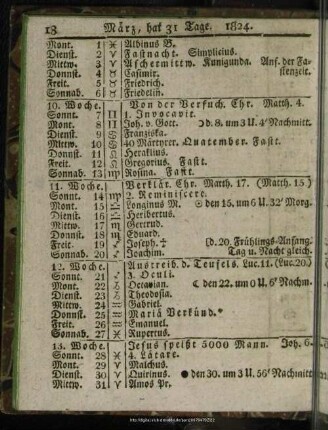 18 März, hat 31 Tage. 1824.
Mont. 1 ♓ Albinus B.
Dienst. 2 ♈ Fastnacht. Simplicius.
Mittw. 3 ♈ Aschermittw. Kunigunda. Anf. der Fa-
Donnst. 4 ♉ Casimir. stenzeit.
Freit. 5 ♉ Friedrich.
Sonnab. 6 ♉ Friedelin.
10. Woche. Von der Versuch. Chr. Matth. 4.
Sonnt. 7 ♊ 1. Invocavit.
Mont. 8 ♊ Joh. v. Gott. ☽ d. 8. um 3 U. 4' Nachmitt.
Dienst. 9 ♋ Franziska.
Mittw. 10 ♋ 40 Märtyrer. Quatember. Fastt.
Donnst. 11 ♌ Heraklius.
Freit. 12 ♌ Gregorius. Fastt.
Sonnab. 13 ♍ Rosina. Fastt.
11. Woche. Verklär. Chr. Matth. 17. (Matth. 15)
Sonnt. 14 ♍ 2. Reminiscere.
Mont. 15 ♎ Longinus M. den 15. um 6 U. 32' Morg.
Dienst. 16 ♎ Heribertus.
Mittw. 17 ♏ Gertrud.
Donnst. 18 ♏ Eduard.
Freit. 19 Joseph. † (d. 20. Frühlings-Anfang.
Sonnab. 20 Joachim. Tag u. Nacht gleich.
12. Woche. Austreib. d. Teufels. Luc. 11. (Luc. 20.)
Sonnt. 21 3. Oculi.
Mont. 22 Octavian. ☾ den 22. um 0 U. 6' Nachm.
Dienst. 23 Theodosia.
Mittw. 24 Gabriel.
Donnst. 25 Mariä Verkünd.*
Freit. 26 Emanuel.
Sonnab. 27 ♓ Rupertus.
13. Woche. Jesus speist 5000 Mann. Joh. 6.
Sonnt. 28 ♓ 4. Lätare.
Mont. 29 ♈ Malchus.
Dienst. 30 ♈ Quirinus. ● den 30. um 3 U. 56' Nachmitt.
Mittw. 31 ♈ Amos Pr.